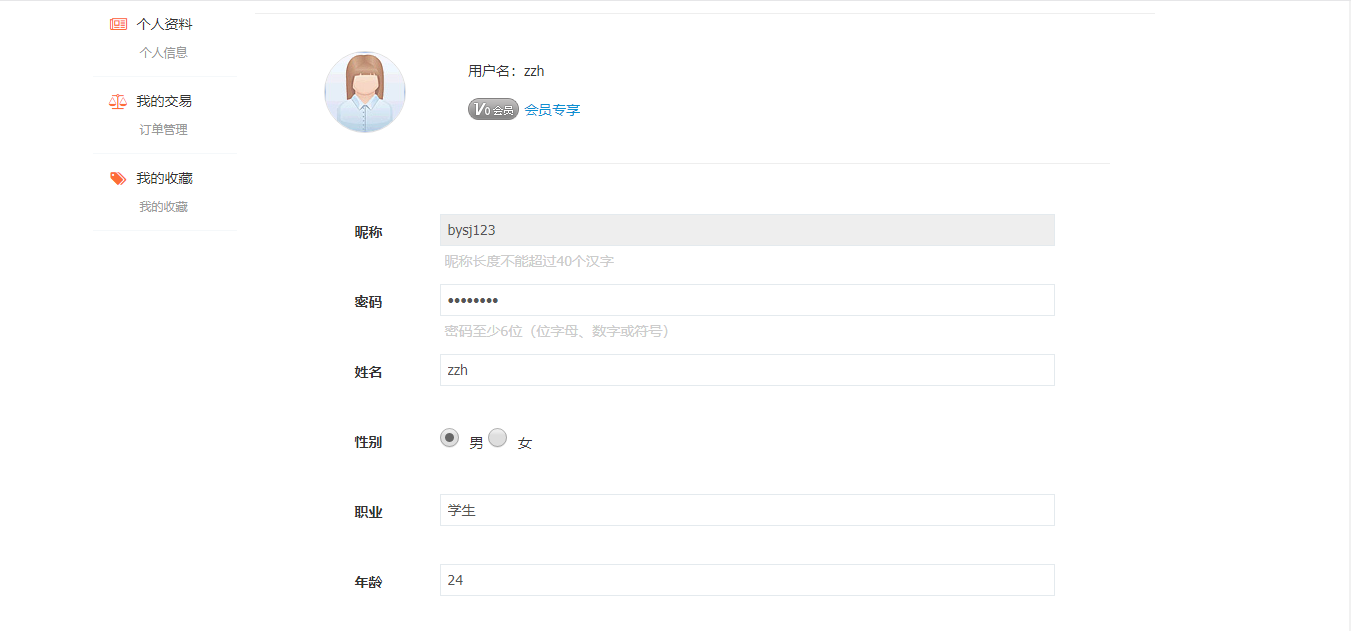 个人资料
个人信息
我的交易
订单管理
我的收藏
我的收藏
用户名：zzh
V0 会员 会员专享
昵称 bysj123
昵称长度不能超过40个汉字
密码 ••••••••
密码至少6位（位字母、数字或符号）
姓名 zzh
性别 男 女
职业 学生
年龄 24